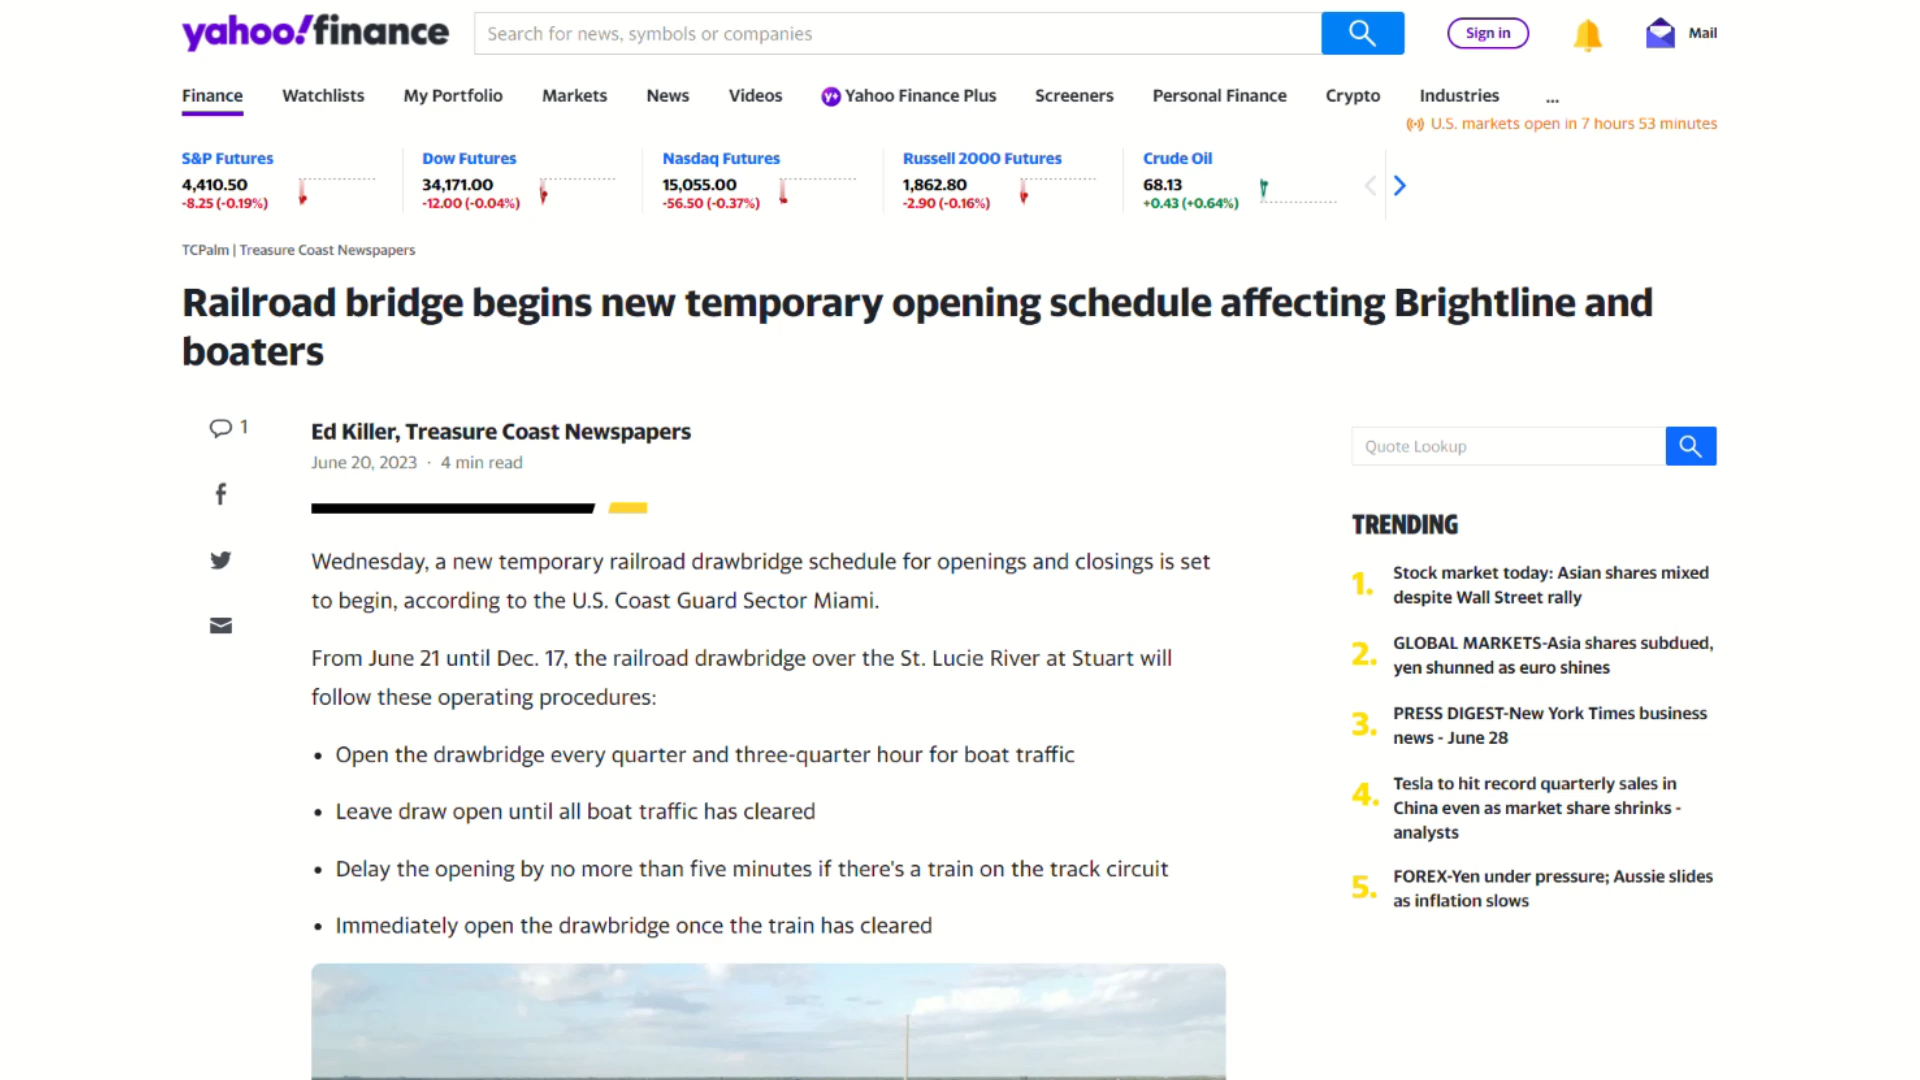 yahoo!finance
Search for news, symbols or companies
Sign in
Mail
Finance
Watchlists
My Portfolio
Markets
News
Videos
y+ Yahoo Finance Plus
Screeners
Personal Finance
Crypto
Industries
...
U.S. markets open in 7 hours 53 minutes
S&P Futures
4,410.50
-8.25 (-0.19%)
Dow Futures
34,171.00
-12.00 (-0.04%)
Nasdaq Futures
15,055.00
-56.50 (-0.37%)
Russell 2000 Futures
1,862.80
-2.90 (-0.16%)
Crude Oil
68.13
+0.43 (+0.64%)
TCPalm | Treasure Coast Newspapers
Railroad bridge begins new temporary opening schedule affecting Brightline and
boaters
1
Ed Killer, Treasure Coast Newspapers
June 20, 2023 · 4 min read
Wednesday, a new temporary railroad drawbridge schedule for openings and closings is set
to begin, according to the U.S. Coast Guard Sector Miami.
From June 21 until Dec. 17, the railroad drawbridge over the St. Lucie River at Stuart will
follow these operating procedures:
• Open the drawbridge every quarter and three-quarter hour for boat traffic
• Leave draw open until all boat traffic has cleared
• Delay the opening by no more than five minutes if there's a train on the track circuit
• Immediately open the drawbridge once the train has cleared
Quote Lookup
TRENDING
1. Stock market today: Asian shares mixed
despite Wall Street rally
2. GLOBAL MARKETS-Asia shares subdued,
yen shunned as euro shines
3. PRESS DIGEST-New York Times business
news - June 28
4. Tesla to hit record quarterly sales in
China even as market share shrinks -
analysts
5. FOREX-Yen under pressure; Aussie slides
as inflation slows